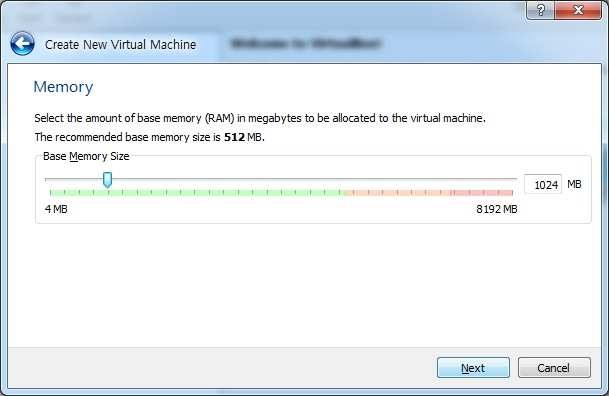 Create New Virtual Machine
Welcome to VirtualBox!
Memory
Select the amount of base memory (RAM) in megabytes to be allocated to the virtual machine.
The recommended base memory size is 512 MB.
Base Memory Size
1024 MB
4 MB 8192 MB
Next Cancel